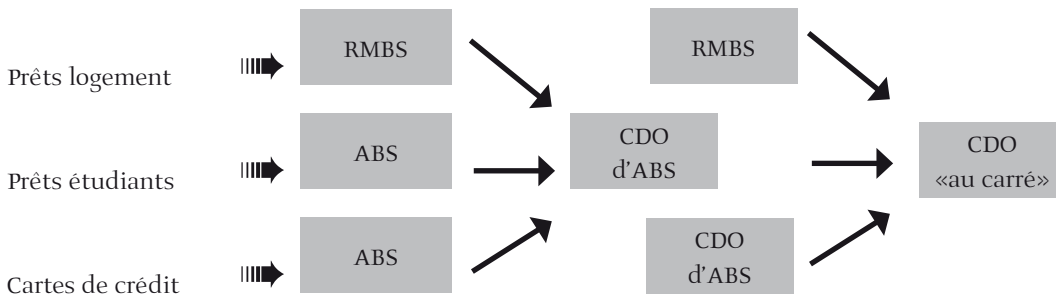 RMBS
RMBS
Prêts logement
ABS
CDO
d'ABS
CDO
«au carré»
Prêts étudiants
ABS
CDO
d'ABS
Cartes de crédit